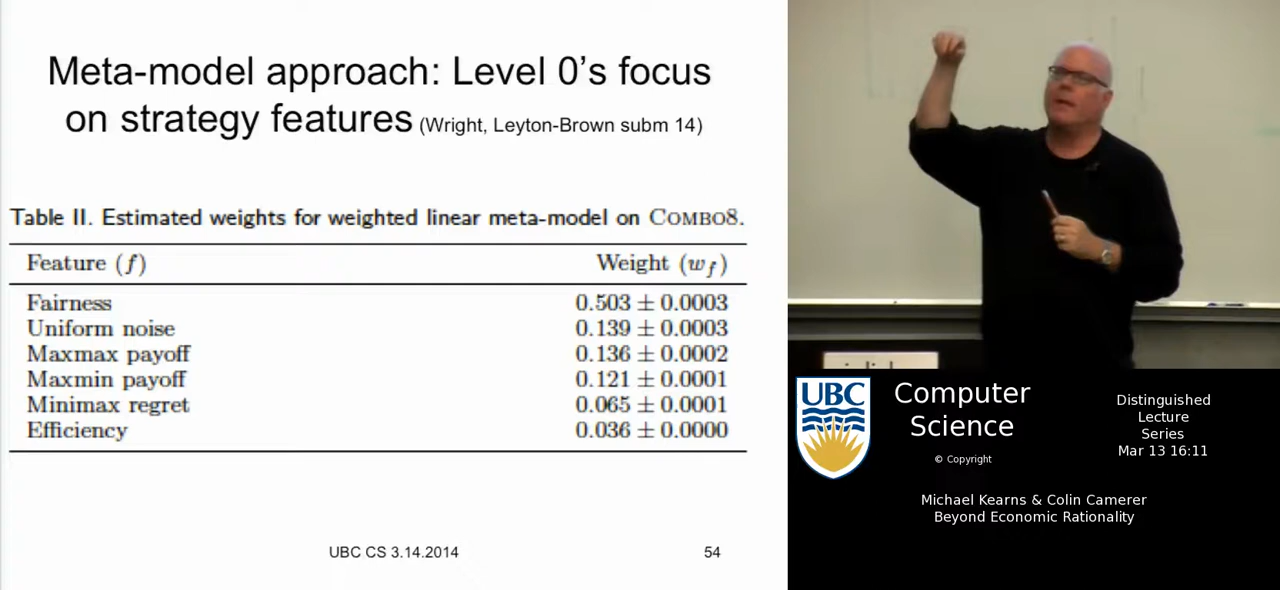 Meta-model approach: Level 0's focus
on strategy features (Wright, Leyton-Brown subm 14)
Table II. Estimated weights for weighted linear meta-model on COMBO8.
Feature (f) Weight (w_f)
Fairness 0.503 ± 0.0003
Uniform noise 0.139 ± 0.0003
Maxmax payoff 0.136 ± 0.0002
Maxmin payoff 0.121 ± 0.0001
Minimax regret 0.065 ± 0.0001
Efficiency 0.036 ± 0.0000
UBC CS 3.14.2014 54
UBC
Computer
Science
© Copyright
Distinguished
Lecture
Series
Mar 13 16:11
Michael Kearns & Colin Camerer
Beyond Economic Rationality